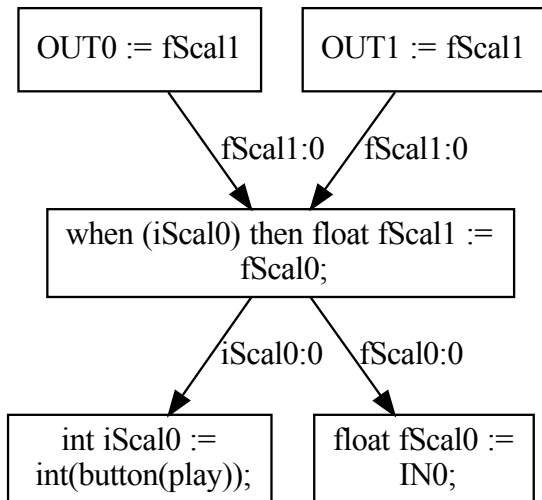 OUT0 := fScal1
OUT1 := fScal1
fScal1:0
fScal1:0
when (iScal0) then float fScal1 :=
fScal0;
iScal0:0
fScal0:0
int iScal0 :=
int(button(play));
float fScal0 :=
IN0;